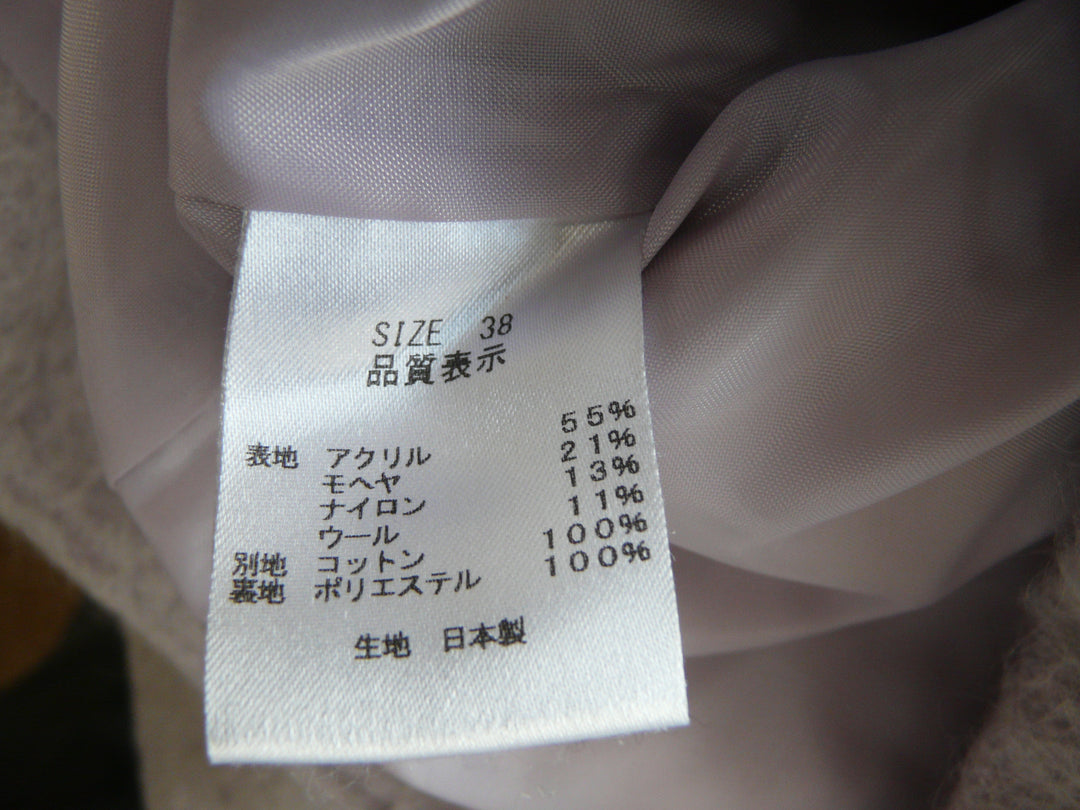 SIZE 38
品質表示
表地 アクリル 55%
モヘヤ 21%
ナイロン 13%
ウール 11%
別地 コットン 100%
裏地 ポリエステル 100%
生地 日本製